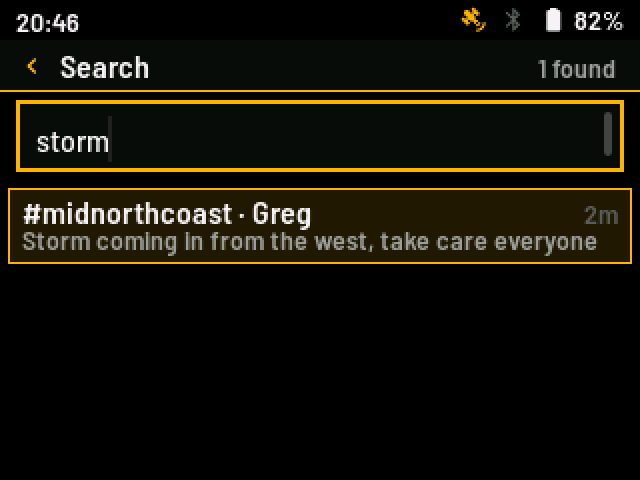 20:46
82%
Search
1 found
storm
#midnorthcoast · Greg
2m
Storm coming in from the west, take care everyone